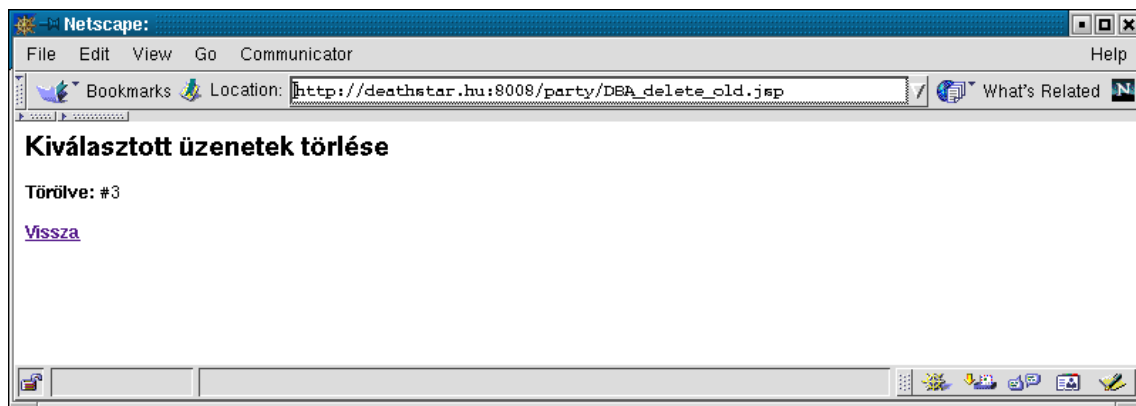 Netscape:
File Edit View Go Communicator Help
Bookmarks Location: http://deathstar.hu:8008/party/DBA_delete_old.jsp What's Related N
Kiválasztott üzenetek törlése
Törölve: #3
Vissza